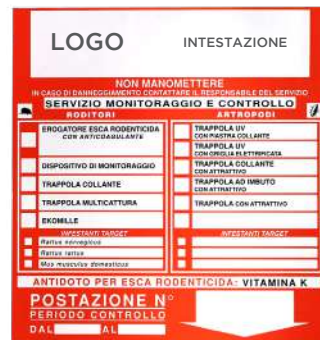 LOGO INTESTAZIONE
NON MANOMETTERE
IN CASO DI DANNEGGIAMENTO CONTATTARE IL RESPONSABILE DEL SERVIZIO
SERVIZIO MONITORAGGIO E CONTROLLO
RODITORI
EROGATORE ESCA RODENTICIDA
CON ANTICOAGULANTE
DISPOSITIVO DI MONITORAGGIO
TRAPPOLA COLLANTE
TRAPPOLA MULTICATTURA
EKOMILLE
INFESTANTI TARGET
Rattus norvegicus
Rattus rattus
Mus musculus domesticus
ARTROPODI
TRAPPOLA UV
CON PIASTRA COLLANTE
TRAPPOLA UV
CON GRIGLIA ELETTRIFICATA
TRAPPOLA COLLANTE
CON ATTRATTIVO
TRAPPOLA AD IMBUTO
CON ATTRATTIVO
TRAPPOLA CON ATTRATTIVO
INFESTANTI TARGET
ANTIDOTO PER ESCA RODENTICIDA: VITAMINA K
POSTAZIONE N°
PERIODO CONTROLLO
DAL AL